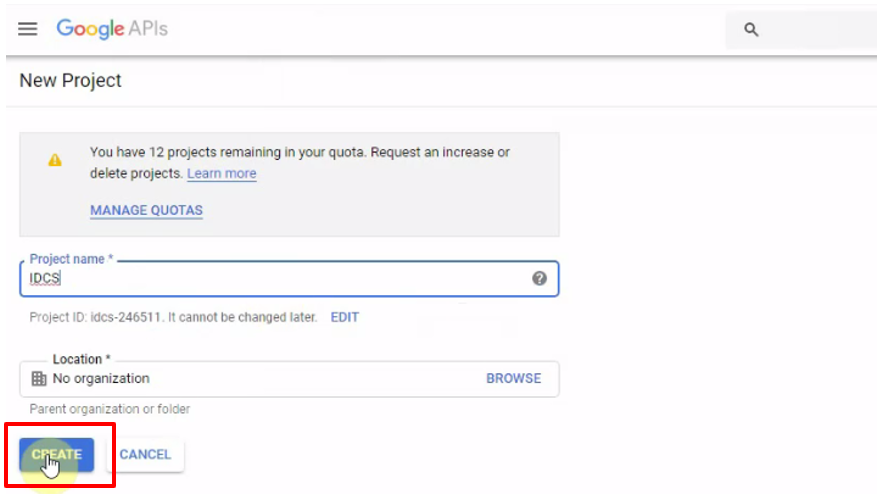 Google APIs
New Project
You have 12 projects remaining in your quota. Request an increase or
delete projects. Learn more
MANAGE QUOTAS
Project name *
IDCS
Project ID: idcs-246511. It cannot be changed later. EDIT
Location *
No organization BROWSE
Parent organization or folder
CREATE CANCEL